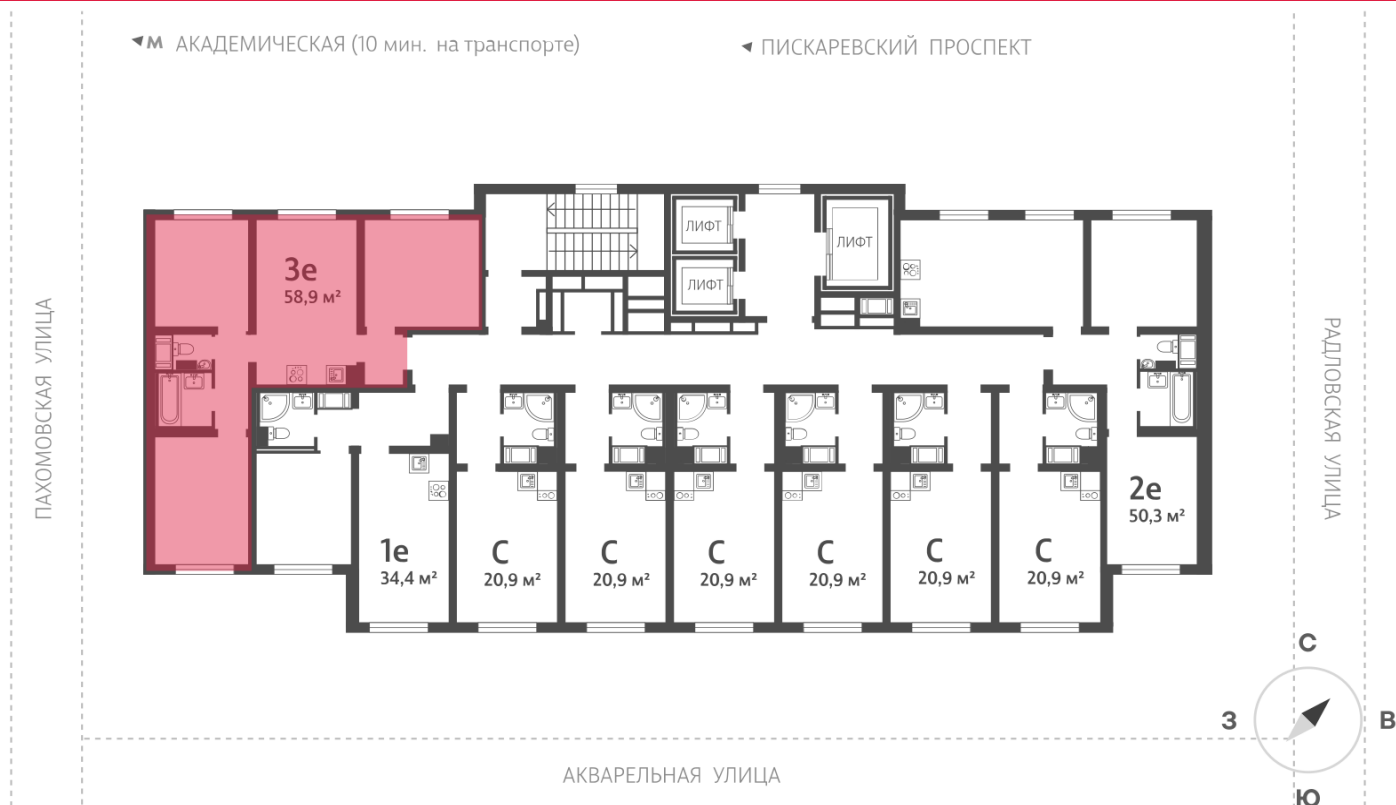 М АКАДЕМИЧЕСКАЯ (10 мин. на транспорте)
ПИСКАРЕВСКИЙ ПРОСПЕКТ
ЛИФТ
ЛИФТ
ЛИФТ
3е
58,9 м²
ПАХОМОВСКАЯ УЛИЦА
РАДЛОВСКАЯ УЛИЦА
2е
50,3 м²
1е
34,4 м²
С
20,9 м²
С
20,9 м²
С
20,9 м²
С
20,9 м²
С
20,9 м²
С
20,9 м²
С
З
В
Ю
АКВАРЕЛЬНАЯ УЛИЦА